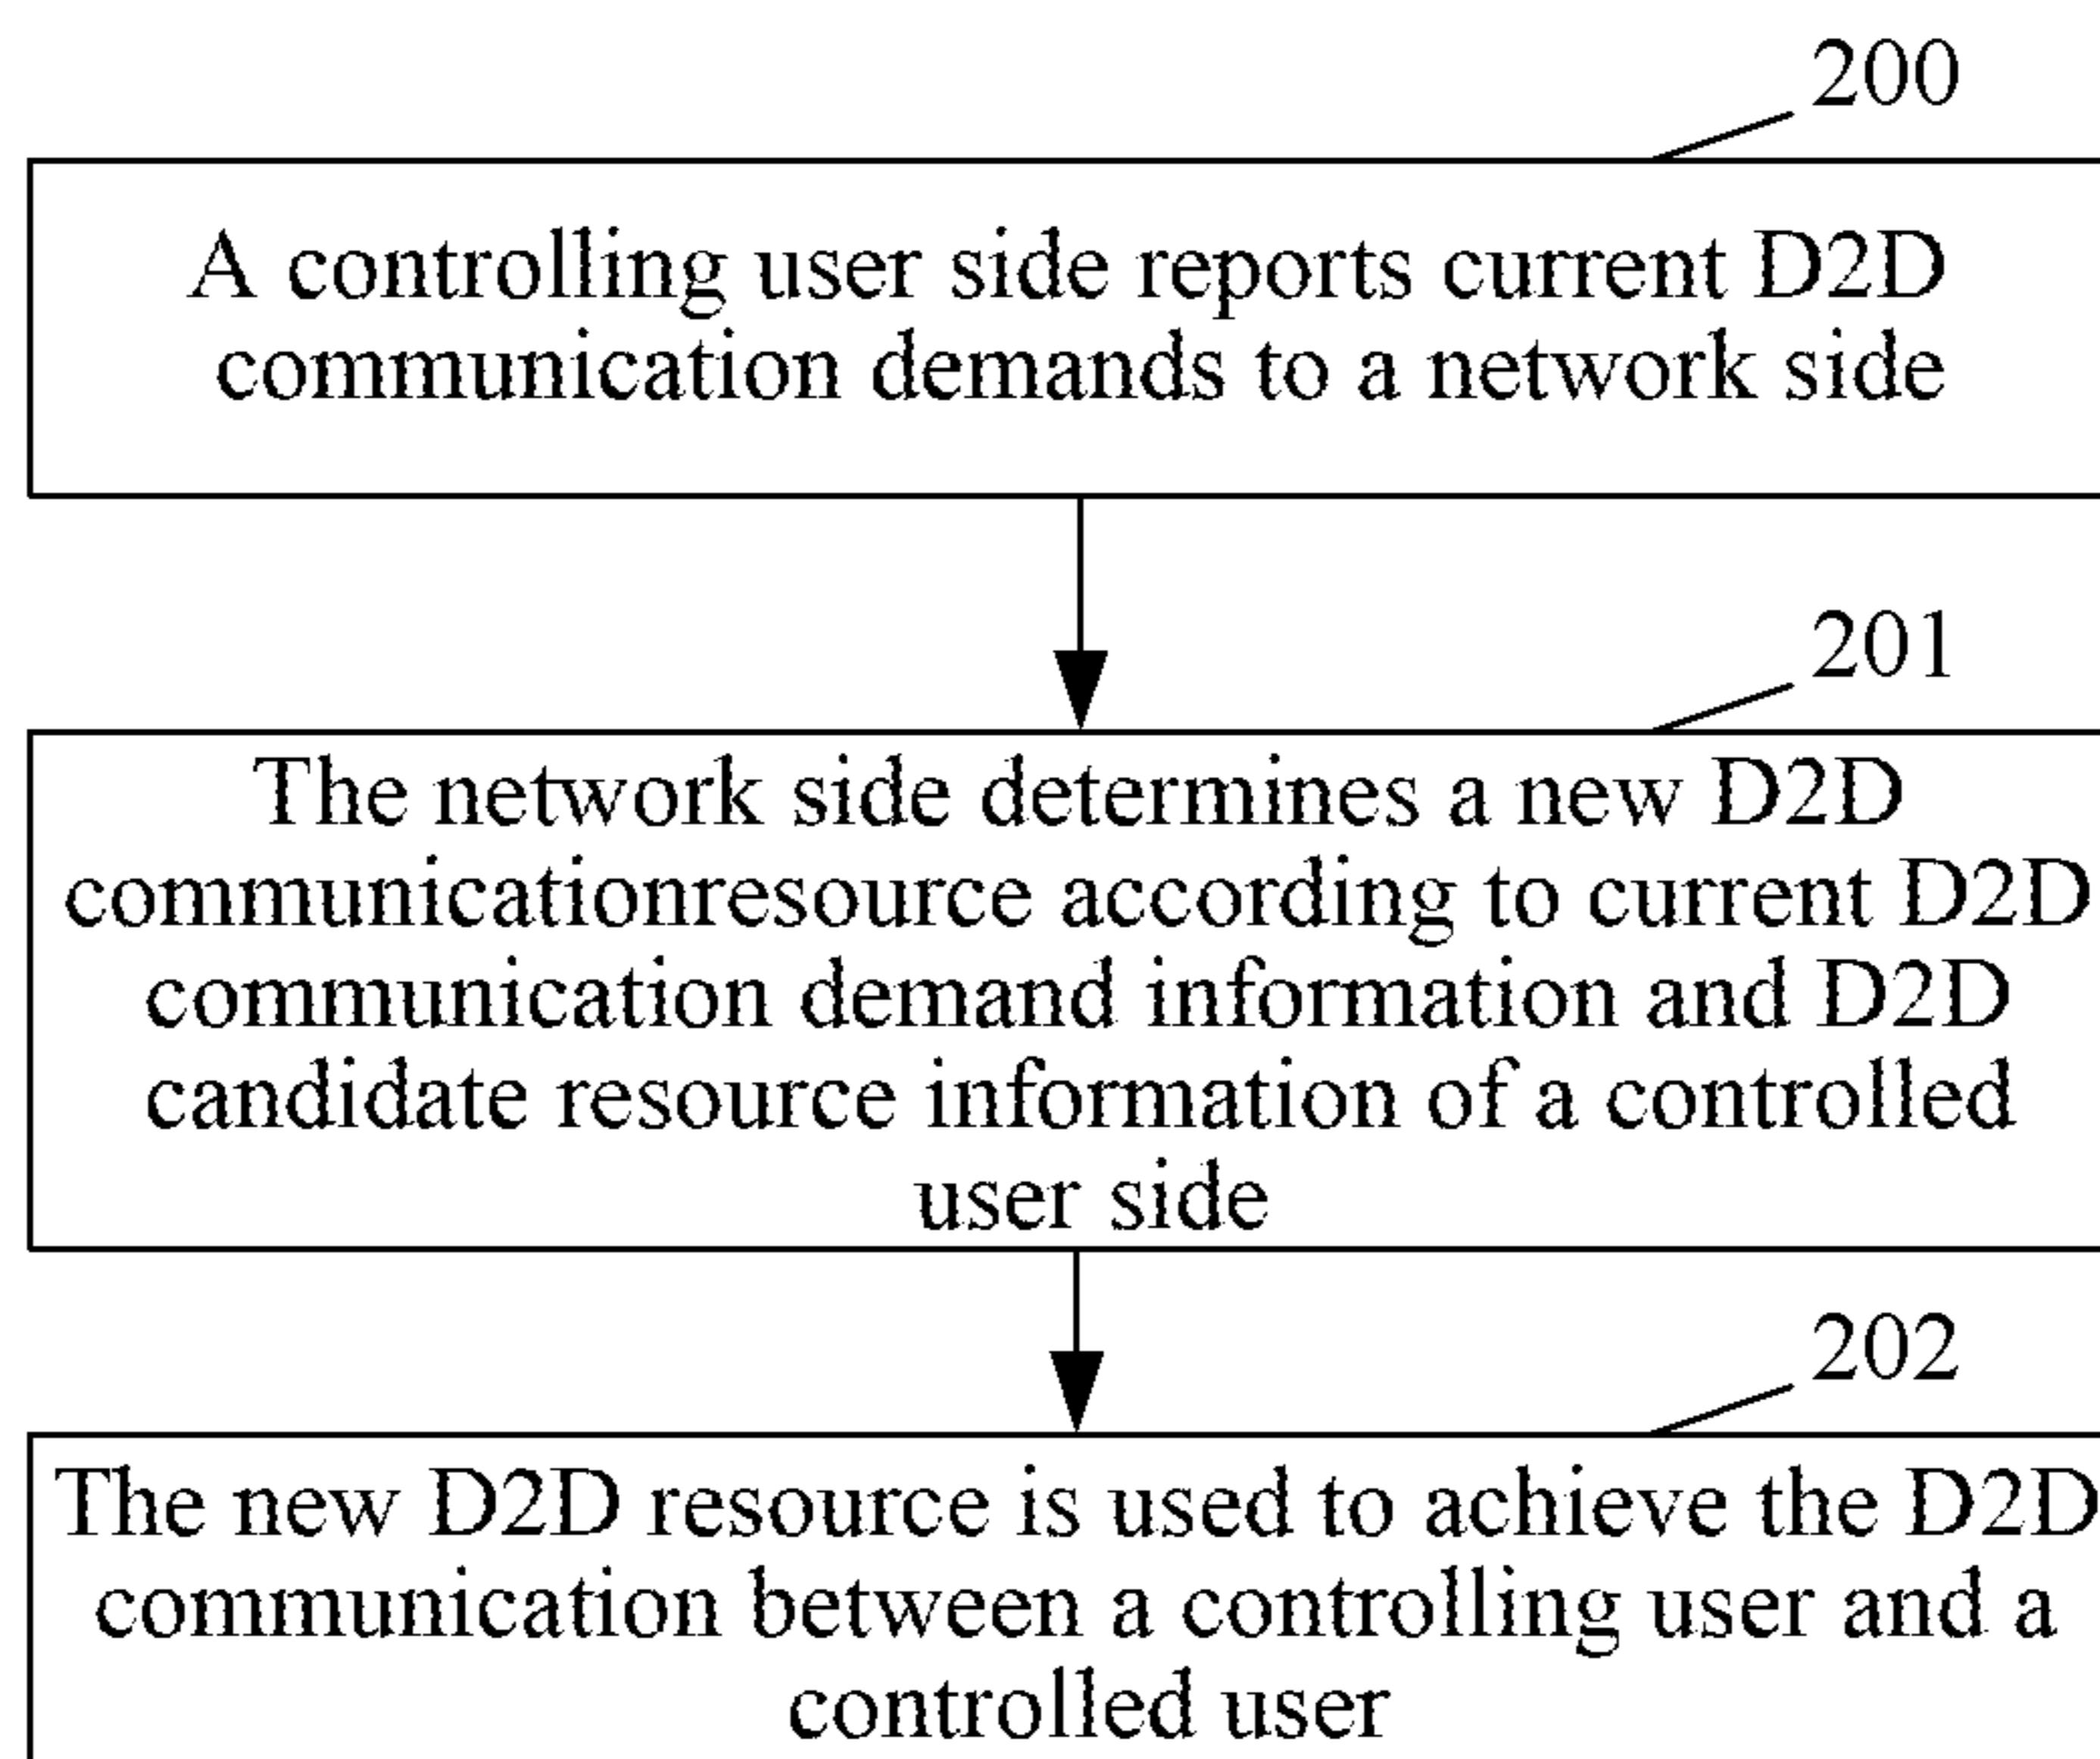 200
A controlling user side reports current D2D
communication demands to a network side
201
The network side determines a new D2D
communicationresource according to current D2D
communication demand information and D2D
candidate resource information of a controlled
user side
202
The new D2D resource is used to achieve the D2D
communication between a controlling user and a
controlled user